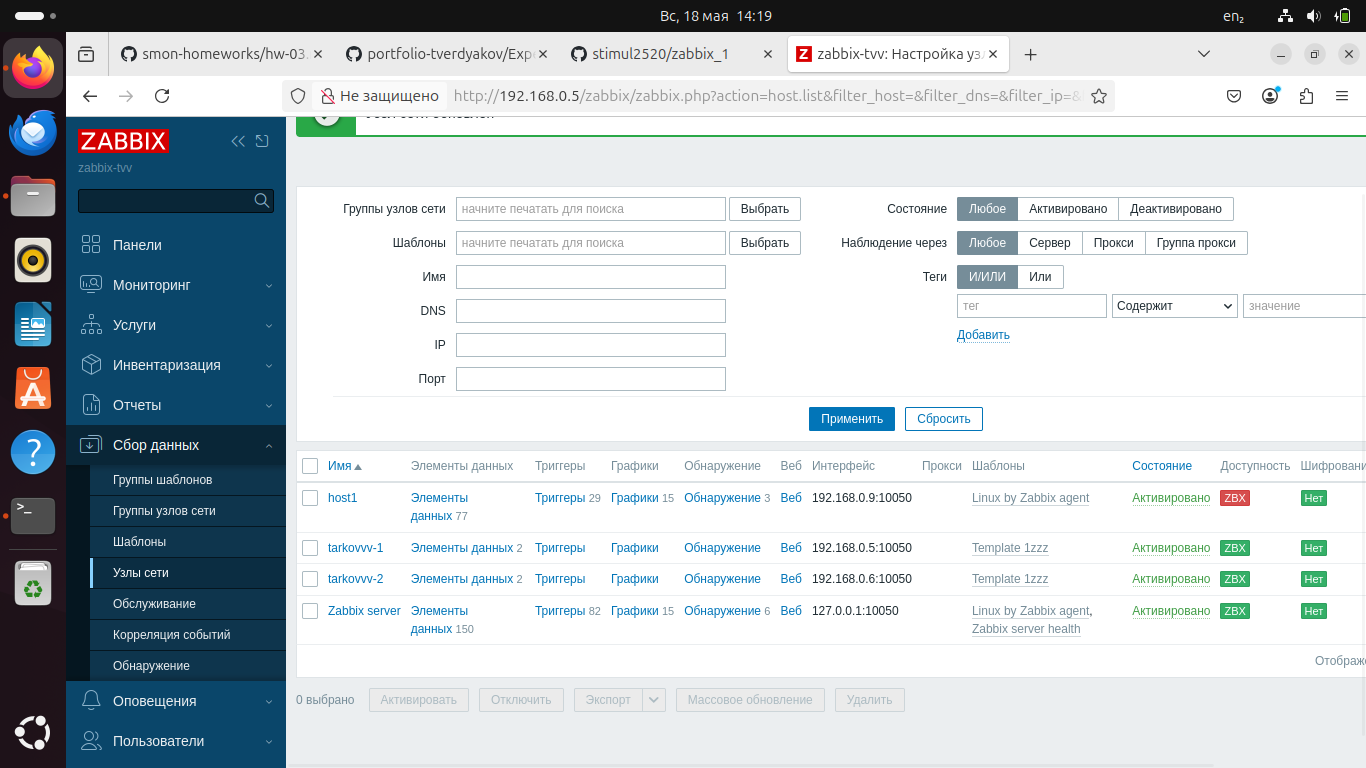 Вс, 18 мая 14:19
en₂
smon-homeworks/hw-03.
portfolio-tverdyakov/Expe
stimul2520/zabbix_1
Z zabbix-tvv: Настройка узл
Не защищено
http://192.168.0.5/zabbix/zabbix.php?action=host.list&filter_host=&filter_dns=&filter_ip=&
ZABBIX
zabbix-tvv
Панели
Мониторинг
Услуги
Инвентаризация
Отчеты
Сбор данных
Группы шаблонов
Группы узлов сети
Шаблоны
Узлы сети
Обслуживание
Корреляция событий
Обнаружение
Оповещения
Пользователи
Группы узлов сети начните печатать для поиска Выбрать
Шаблоны начните печатать для поиска Выбрать
Имя
DNS
IP
Порт
Состояние Любое Активировано Деактивировано
Наблюдение через Любое Сервер Прокси Группа прокси
Теги И/ИЛИ Или
тег Содержит значение
Добавить
Применить Сбросить
Имя Элементы данных Триггеры Графики Обнаружение Веб Интерфейс Прокси Шаблоны Состояние Доступность Шифровани
host1 Элементы данных 77 Триггеры 29 Графики 15 Обнаружение 3 Веб 192.168.0.9:10050 Linux by Zabbix agent Активировано ZBX Нет
tarkovvv-1 Элементы данных 2 Триггеры Графики Обнаружение Веб 192.168.0.5:10050 Template 1zzz Активировано ZBX Нет
tarkovvv-2 Элементы данных 2 Триггеры Графики Обнаружение Веб 192.168.0.6:10050 Template 1zzz Активировано ZBX Нет
Zabbix server Элементы данных 150 Триггеры 82 Графики 15 Обнаружение 6 Веб 127.0.0.1:10050 Linux by Zabbix agent, Zabbix server health Активировано ZBX Нет
Отображе
0 выбрано Активировать Отключить Экспорт Массовое обновление Удалить